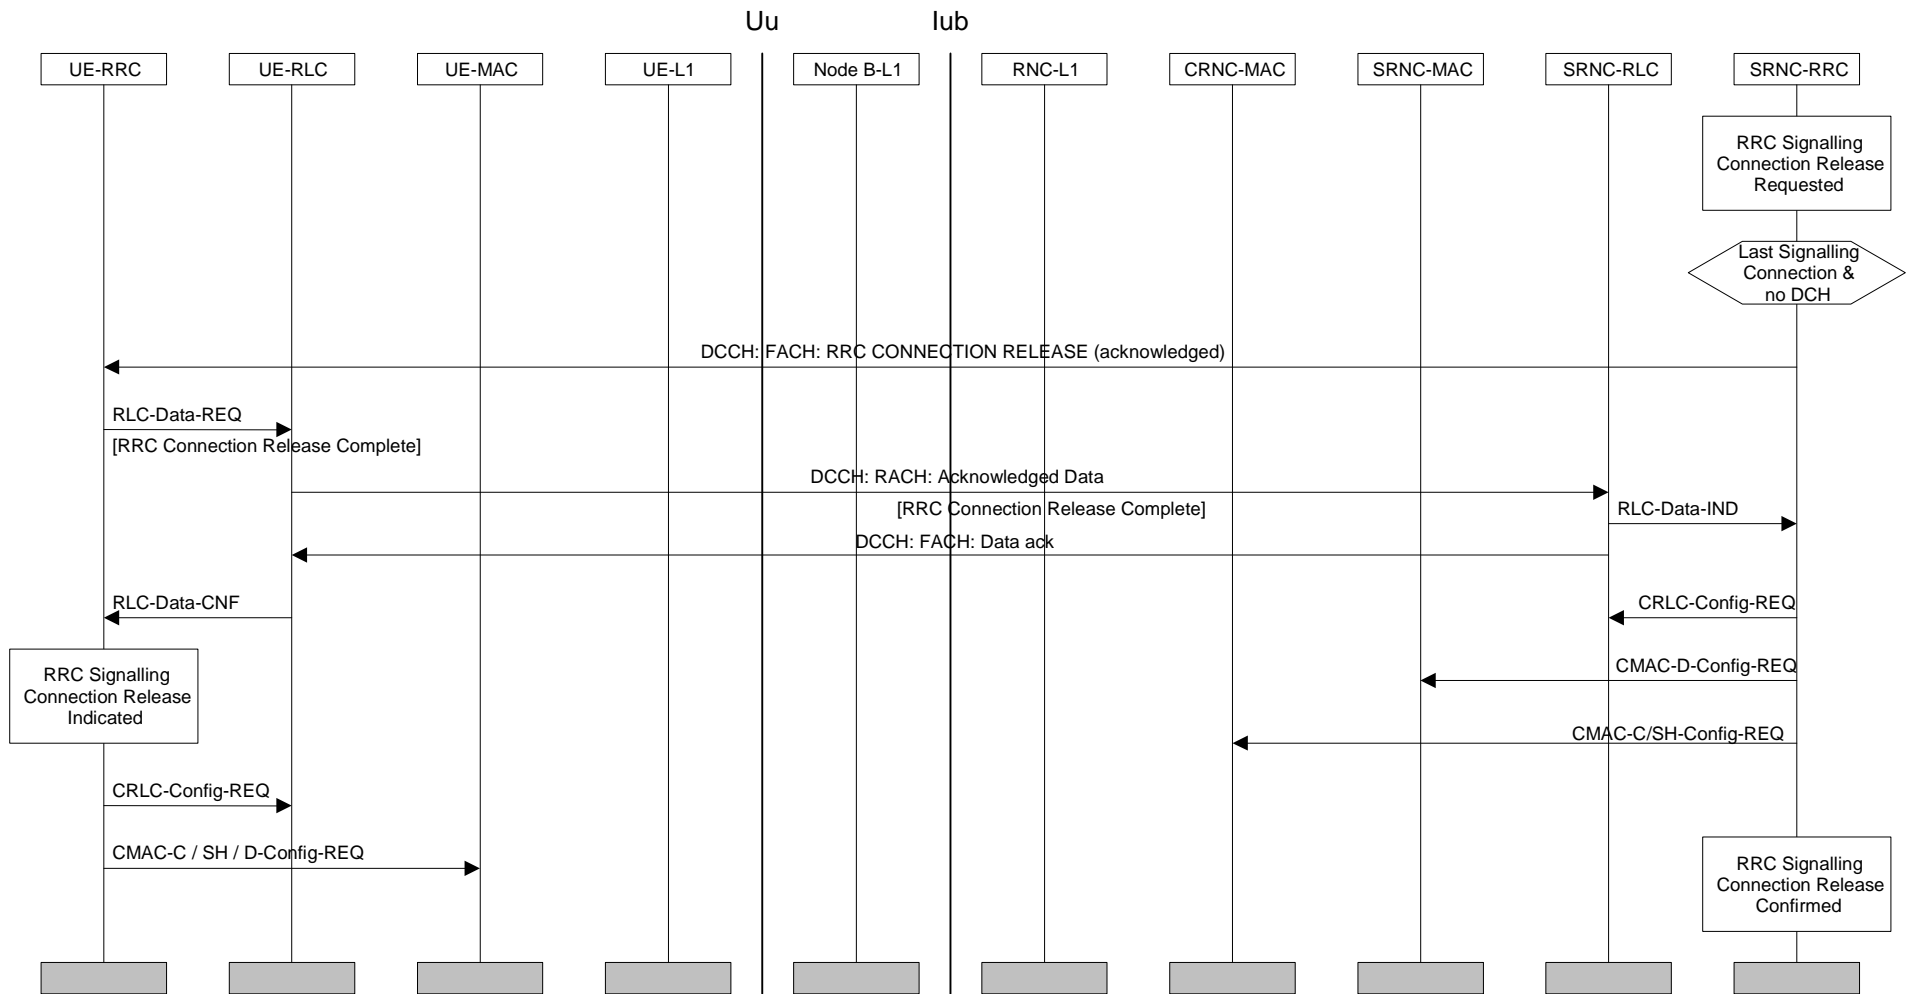 Uu Iub
UE-RRC UE-RLC UE-MAC UE-L1 Node B-L1 RNC-L1 CRNC-MAC SRNC-MAC SRNC-RLC SRNC-RRC
RRC Signalling
Connection Release
Requested
Last Signalling
Connection &
no DCH
DCCH: FACH: RRC CONNECTION RELEASE (acknowledged)
RLC-Data-REQ
[RRC Connection Release Complete]
DCCH: RACH: Acknowledged Data
[RRC Connection Release Complete]
RLC-Data-IND
DCCH: FACH: Data ack
RLC-Data-CNF
CRLC-Config-REQ
RRC Signalling
Connection Release
Indicated
CMAC-D-Config-REQ
CMAC-C/SH-Config-REQ
CRLC-Config-REQ
CMAC-C / SH / D-Config-REQ
RRC Signalling
Connection Release
Confirmed